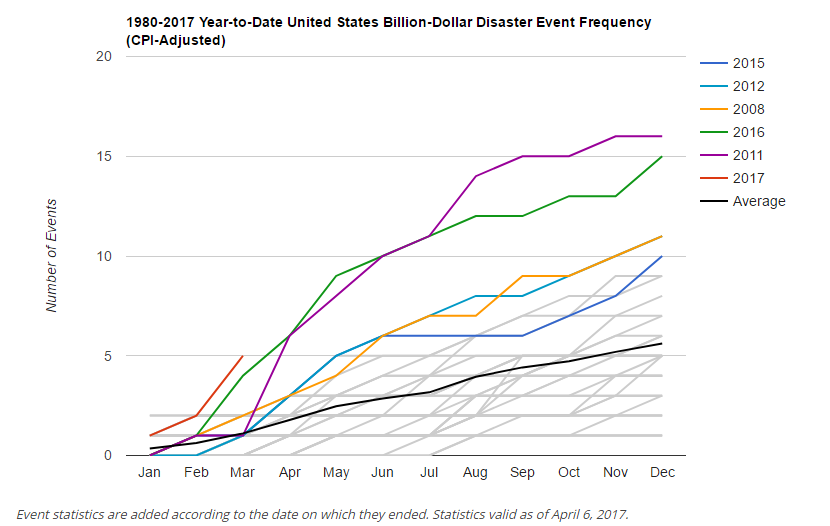 1980-2017 Year-to-Date United States Billion-Dollar Disaster Event Frequency
(CPI-Adjusted)
20
15
10
5
0
Number of Events
Jan Feb Mar Apr May Jun Jul Aug Sep Oct Nov Dec
2015
2012
2008
2016
2011
2017
Average
Event statistics are added according to the date on which they ended. Statistics valid as of April 6, 2017.